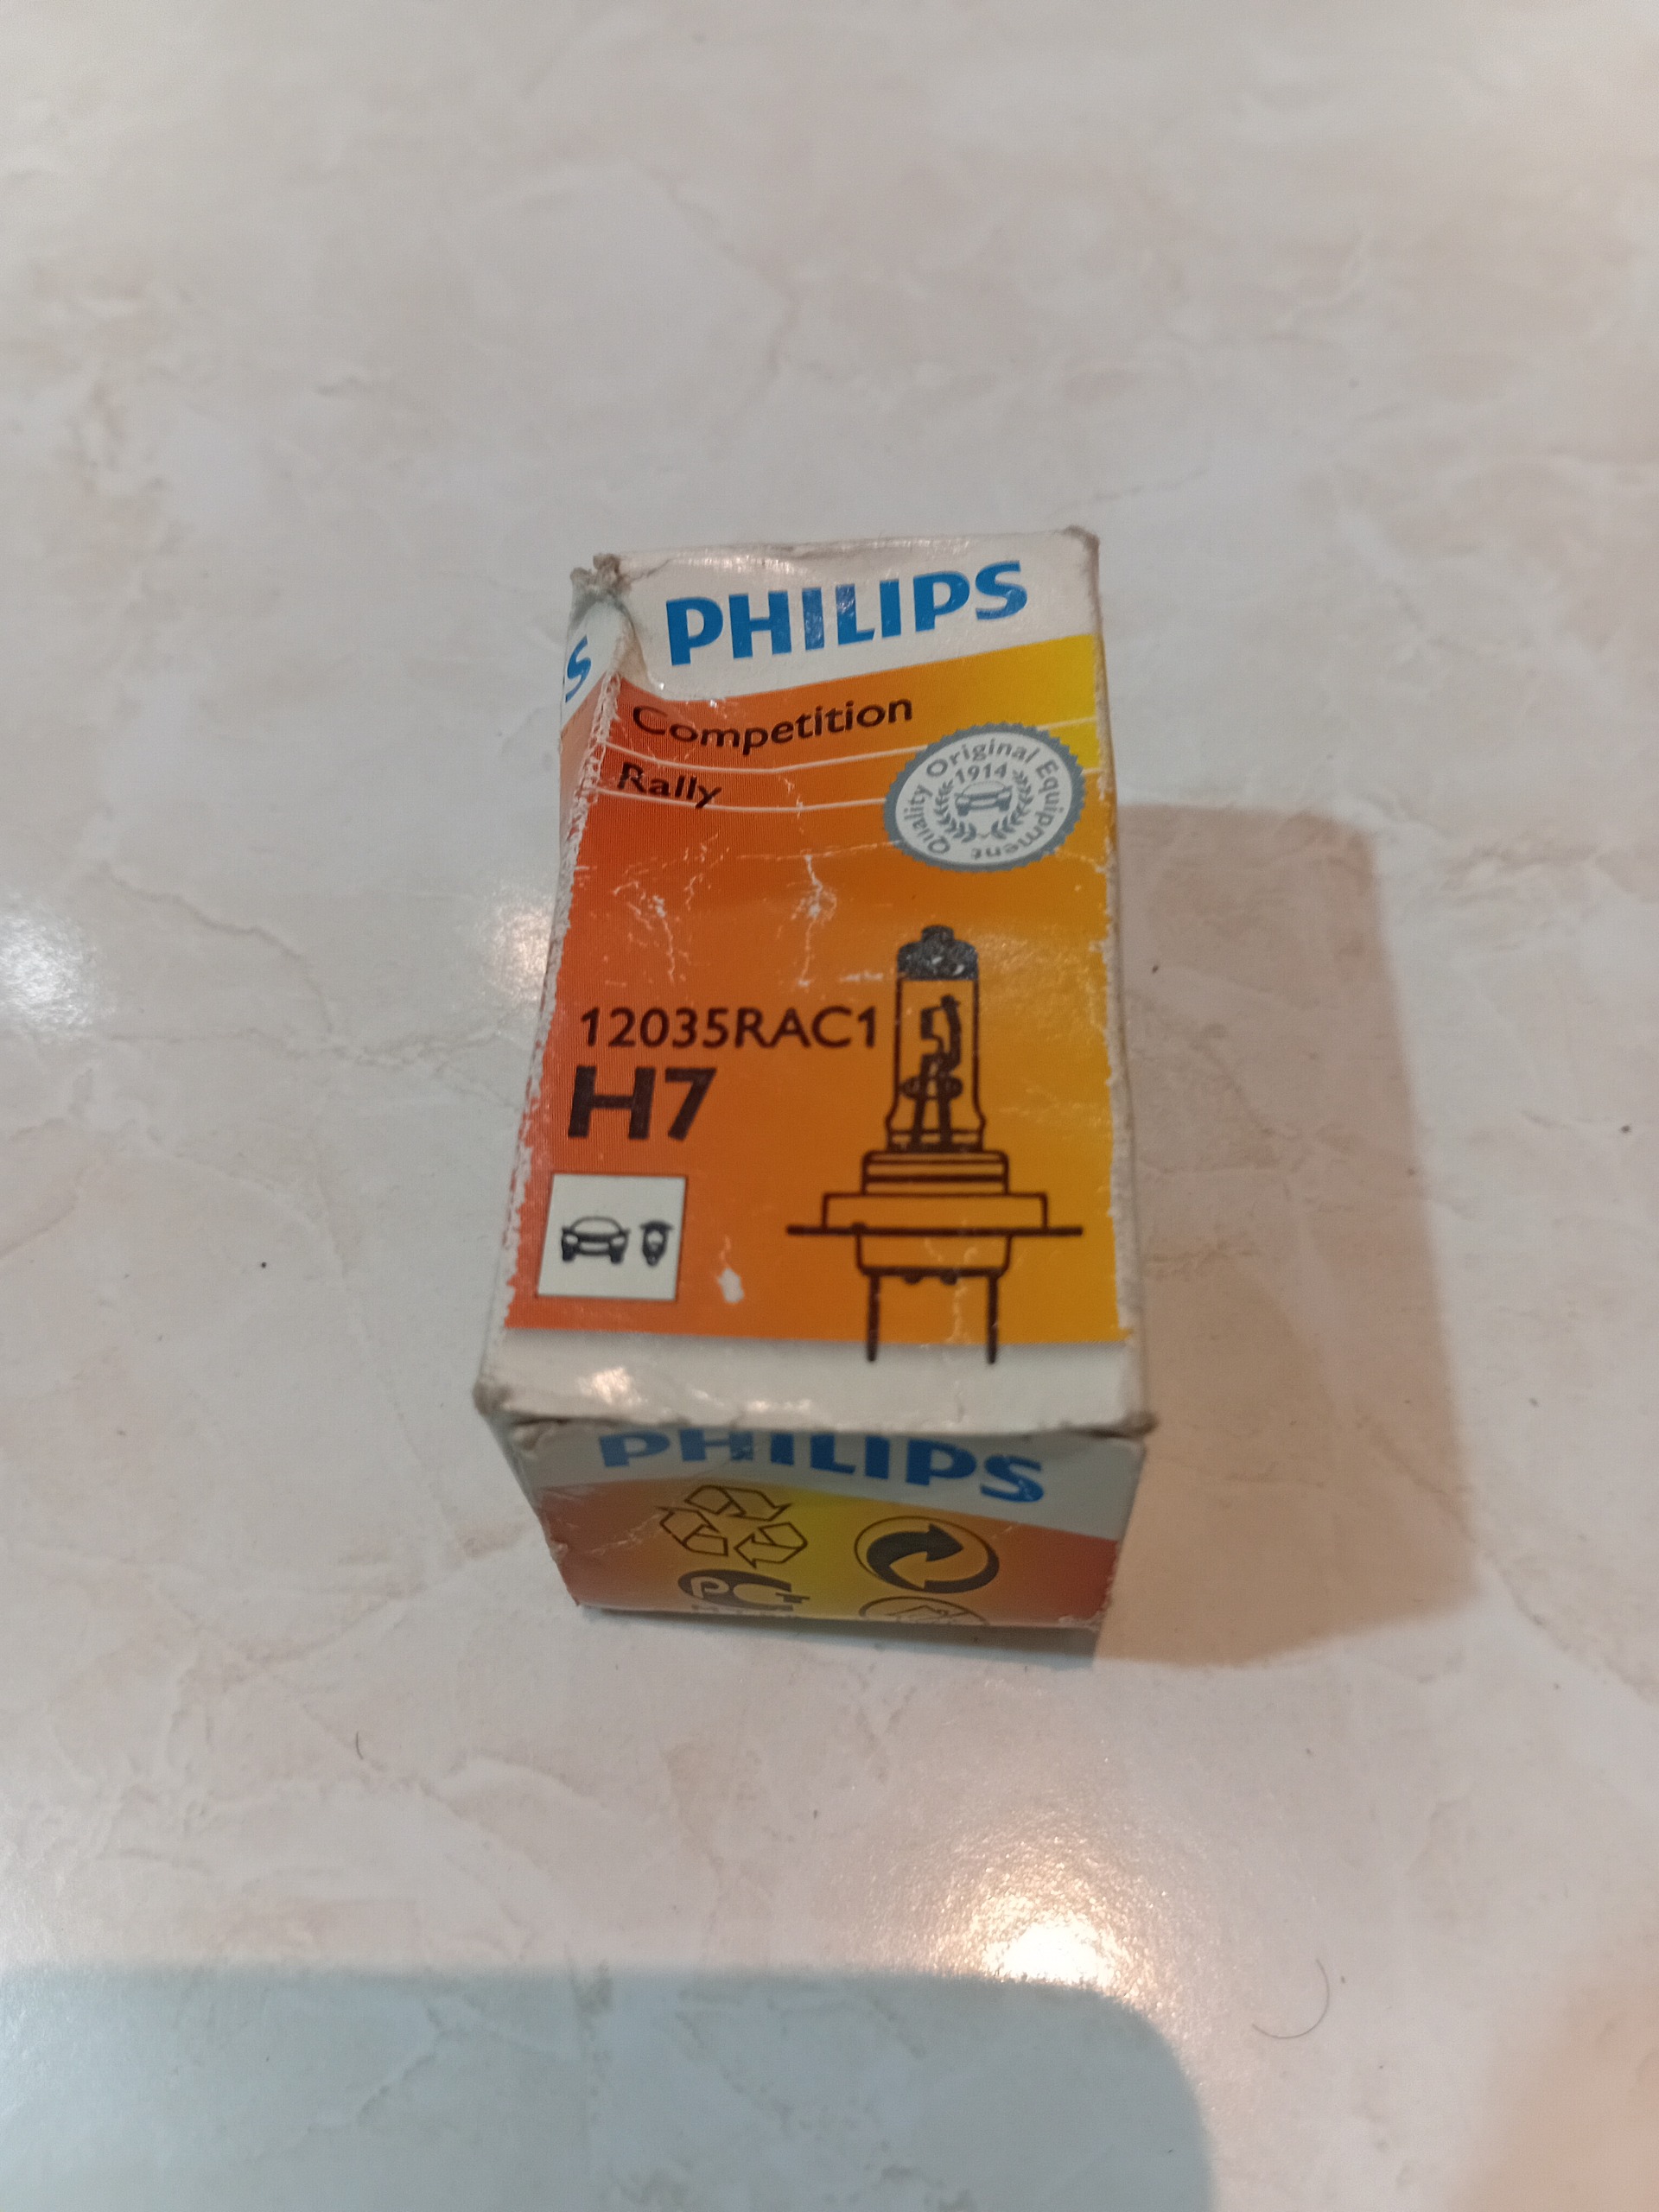 PHILIPS
S
Competition
Rally
Quality Original Equipment
1914
12035RAC1
H7
PHILIPS